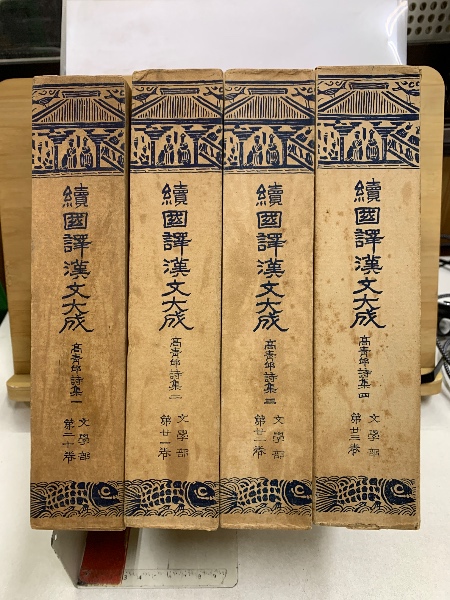 續國譯漢文大成
高青邱詩集一
文學部
第二十卷
續國譯漢文大成
高青邱詩集二
文學部
第廿一卷
續國譯漢文大成
高青邱詩集三
文學部
第廿二卷
續國譯漢文大成
高青邱詩集四
文學部
第廿三卷